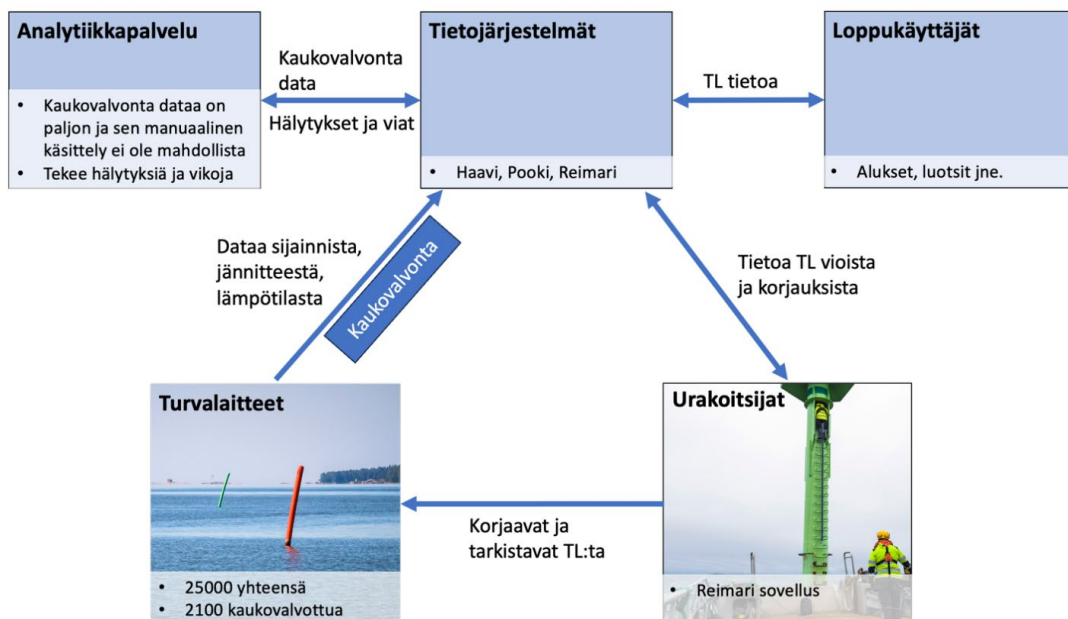 Analytiikkapalvelu
• Kaukovalvonta dataa on
paljon ja sen manuaalinen
käsittely ei ole mahdollista
• Tekee hälytyksiä ja vikoja
Kaukovalvonta
data
Hälytykset ja viat
Tietojärjestelmät
• Haavi, Pooki, Reimari
TL tietoa
Loppukäyttäjät
• Alukset, luotsit jne.
Dataa sijainnista,
jännitteestä,
lämpötilasta
Kaukovalvonta
Tietoa TL vioista
ja korjauksista
Turvalaitteet
• 25000 yhteensä
• 2100 kaukovalvottua
Korjaavat ja
tarkistavat TL:ta
Urakoitsijat
• Reimari sovellus